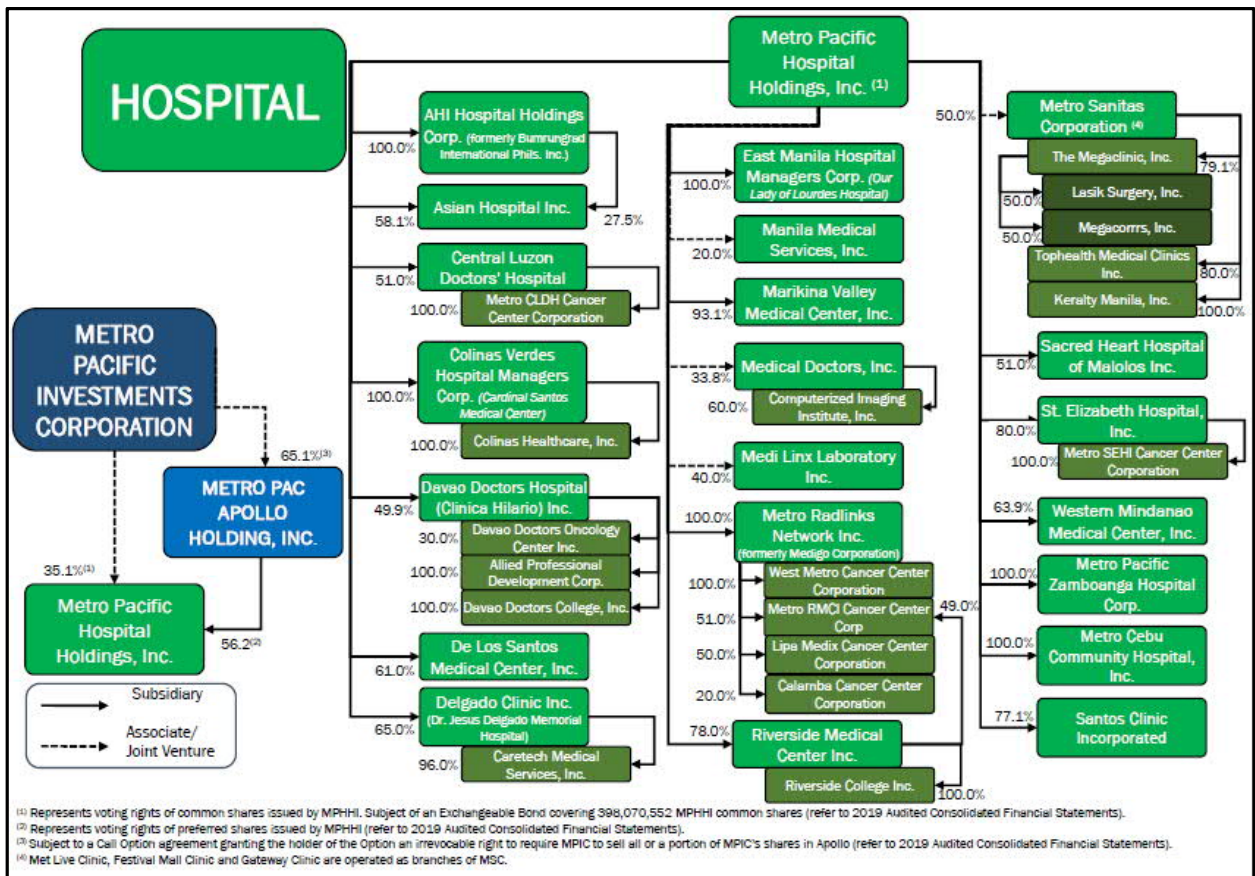 HOSPITAL
Metro Pacific
Hospital
Holdings, Inc. (1)
AHI Hospital Holdings
Corp. (formerly Bumrungrad
International Phils. Inc.)
100.0%
Asian Hospital Inc.
58.1%
27.5%
Central Luzon
Doctors' Hospital
51.0%
Metro CLDH Cancer
Center Corporation
100.0%
Colinas Verdes
Hospital Managers
Corp. (Cardinal Santos
Medical Center)
100.0%
Colinas Healthcare, Inc.
100.0%
Davao Doctors Hospital
(Clinica Hilario) Inc.
49.9%
Davao Doctors Oncology
Center Inc.
30.0%
Allied Professional
Development Corp.
100.0%
Davao Doctors College, Inc.
100.0%
De Los Santos
Medical Center, Inc.
61.0%
Delgado Clinic Inc.
(Dr. Jesus Delgado Memorial
Hospital)
65.0%
Caretech Medical
Services, Inc.
96.0%
East Manila Hospital
Managers Corp. (Our
Lady of Lourdes Hospital)
100.0%
Manila Medical
Services, Inc.
20.0%
Marikina Valley
Medical Center, Inc.
93.1%
Medical Doctors, Inc.
33.8%
Computerized Imaging
Institute, Inc.
60.0%
Medi Linx Laboratory
Inc.
40.0%
100.0%
Metro Radlinks
Network Inc.
(formerly Medigo Corporation)
West Metro Cancer Center
Corporation
100.0%
Metro RMCI Cancer Center
Corp
51.0%
49.0%
Lipa Medix Cancer Center
Corporation
50.0%
Calamba Cancer Center
Corporation
20.0%
78.0%
Riverside Medical
Center Inc.
Riverside College Inc.
100.0%
50.0%
Metro Sanitas
Corporation (4)
The Megaclinic, Inc.
79.1%
Lasik Surgery, Inc.
50.0%
Megacorrrs, Inc.
50.0%
Tophealth Medical Clinics
Inc.
80.0%
Keralty Manila, Inc.
100.0%
Sacred Heart Hospital
of Malolos Inc.
51.0%
St. Elizabeth Hospital,
Inc.
80.0%
Metro SEHI Cancer Center
Corporation
100.0%
63.9%
Western Mindanao
Medical Center, Inc.
100.0%
Metro Pacific
Zamboanga Hospital
Corp.
100.0%
Metro Cebu
Community Hospital,
Inc.
77.1%
Santos Clinic
Incorporated
METRO
PACIFIC
INVESTMENTS
CORPORATION
65.1%(3)
METRO PAC
APOLLO
HOLDING, INC.
35.1%(1)
Metro Pacific
Hospital
Holdings, Inc.
56.2(2)
Subsidiary
Associate/
Joint Venture
(1) Represents voting rights of common shares issued by MPHHI. Subject of an Exchangeable Bond covering 398,070,552 MPHHI common shares (refer to 2019 Audited Consolidated Financial Statements).
(2) Represents voting rights of preferred shares issued by MPHHI (refer to 2019 Audited Consolidated Financial Statements).
(3) Subject to a Call Option agreement granting the holder of the Option an irrevocable right to require MPIC to sell all or a portion of MPIC's shares in Apollo (refer to 2019 Audited Consolidated Financial Statements).
(4) Met Live Clinic, Festival Mall Clinic and Gateway Clinic are operated as branches of MSC.